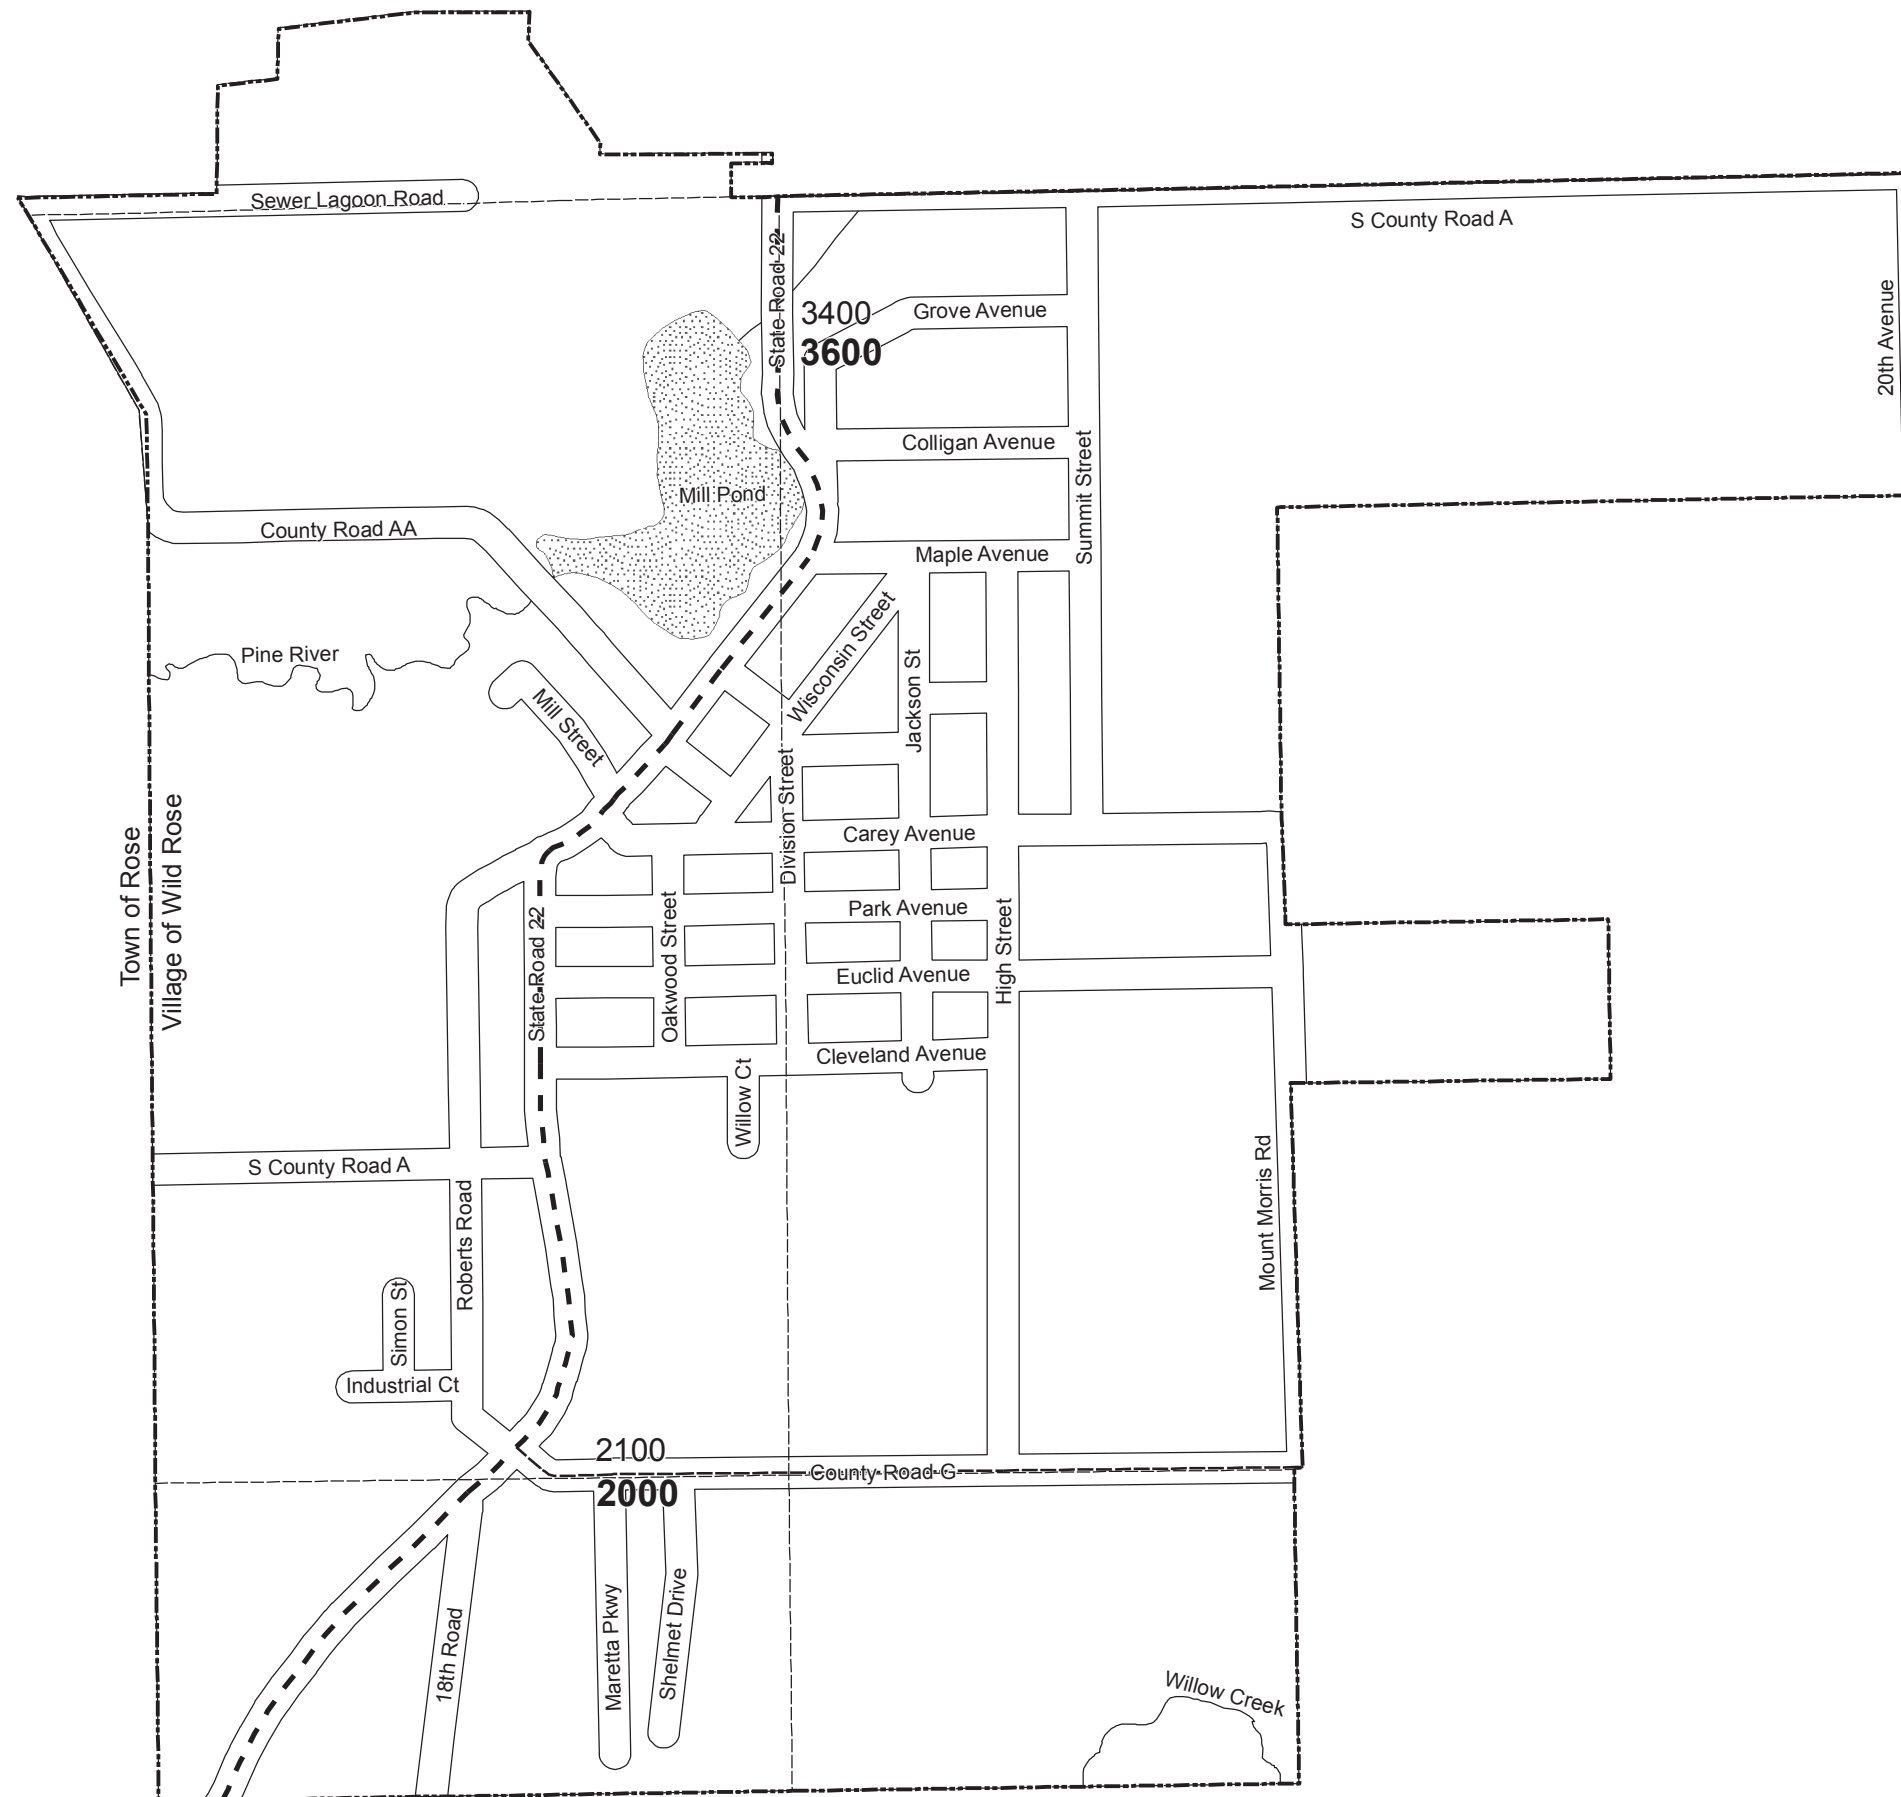 Sewer Lagoon Road
S County Road A
State Road 22
20th Avenue
3400
Grove Avenue
3600
Colligan Avenue
Summit Street
Mill Pond
County Road AA
Maple Avenue
Wisconsin Street
Pine River
Jackson St
Mill Street
Division Street
Town of Rose
Village of Wild Rose
Carey Avenue
Park Avenue
State Road 22
Oakwood Street
High Street
Euclid Avenue
Cleveland Avenue
Willow Ct
S County Road A
Mount Morris Rd
Roberts Road
Simon St
Industrial Ct
2100
County Road G
2000
18th Road
Maretta Pkwy
Shelmet Drive
Willow Creek